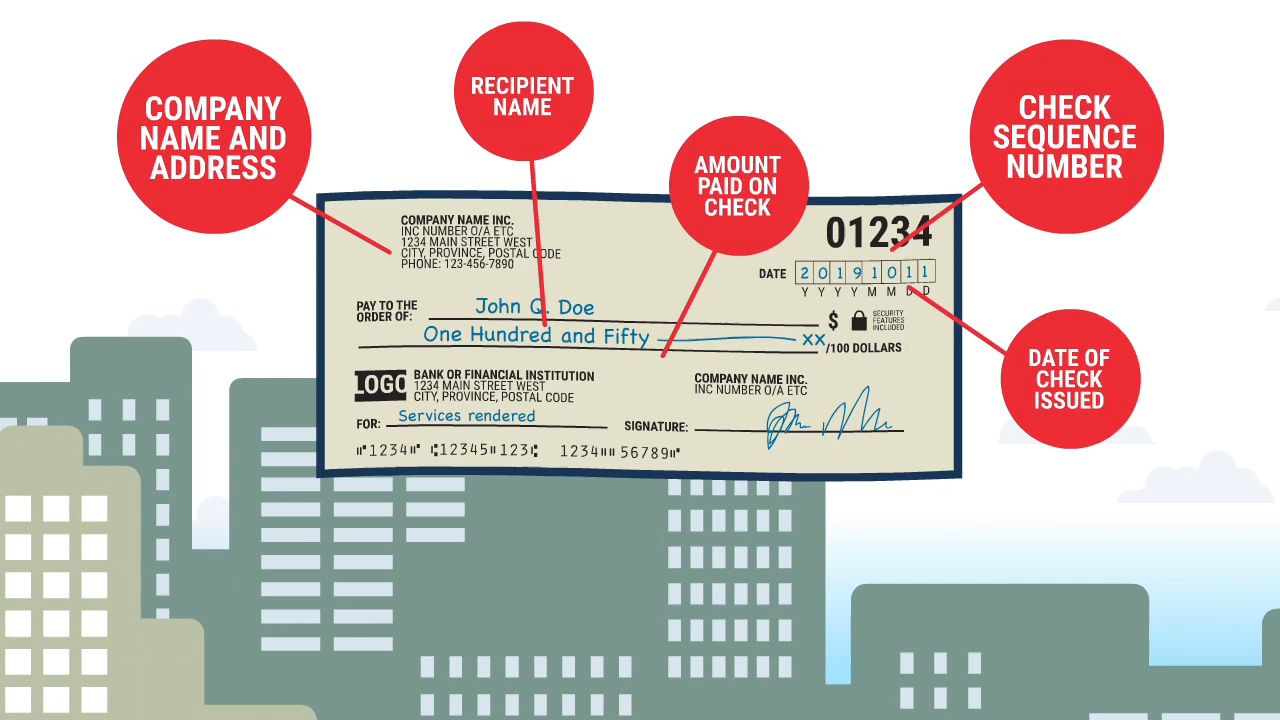 COMPANY
NAME AND
ADDRESS
RECIPIENT
NAME
AMOUNT
PAID ON
CHECK
CHECK
SEQUENCE
NUMBER
COMPANY NAME INC.
INC NUMBER O/A ETC
1234 MAIN STREET WEST
CITY, PROVINCE, POSTAL CODE
PHONE: 123-456-7890
01234
DATE 2 0 1 9 1 0 1 1
Y Y Y Y M M D D
PAY TO THE
ORDER OF: John Q. Doe
$ SECURITY
FEATURES
INCLUDED
One Hundred and Fifty xx /100 DOLLARS
DATE OF
CHECK
ISSUED
LOGO
BANK OR FINANCIAL INSTITUTION
1234 MAIN STREET WEST
CITY, PROVINCE, POSTAL CODE
COMPANY NAME INC.
INC NUMBER O/A ETC
FOR: Services rendered
SIGNATURE:
⑈1234⑈ ⑆12345⑉123⑆ 1234⑉⑉56789⑈